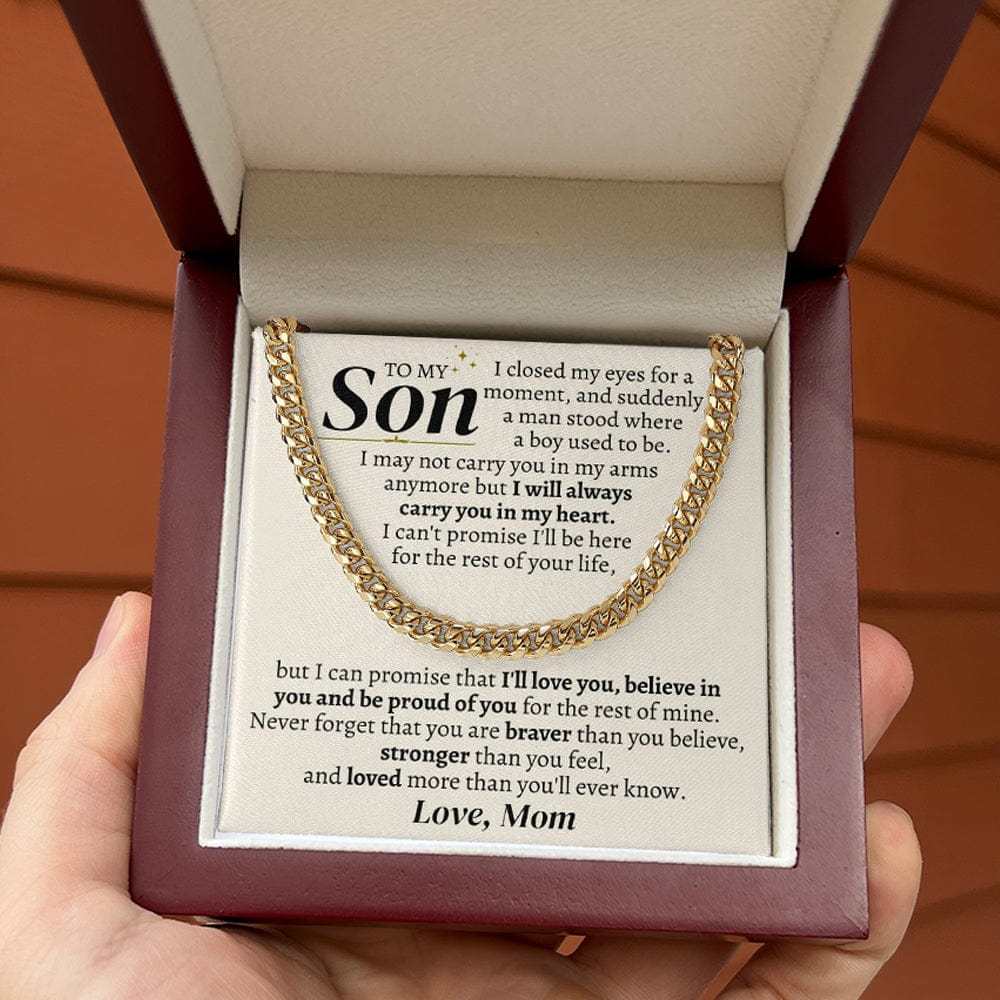 TO MY
Son
I closed my eyes for a
moment, and suddenly
a man stood where
a boy used to be.
I may not carry you in my arms
anymore but I will always
carry you in my heart.
I can't promise I'll be here
for the rest of your life,
but I can promise that I'll love you, believe in
you and be proud of you for the rest of mine.
Never forget that you are braver than you believe,
stronger than you feel,
and loved more than you'll ever know.
Love, Mom